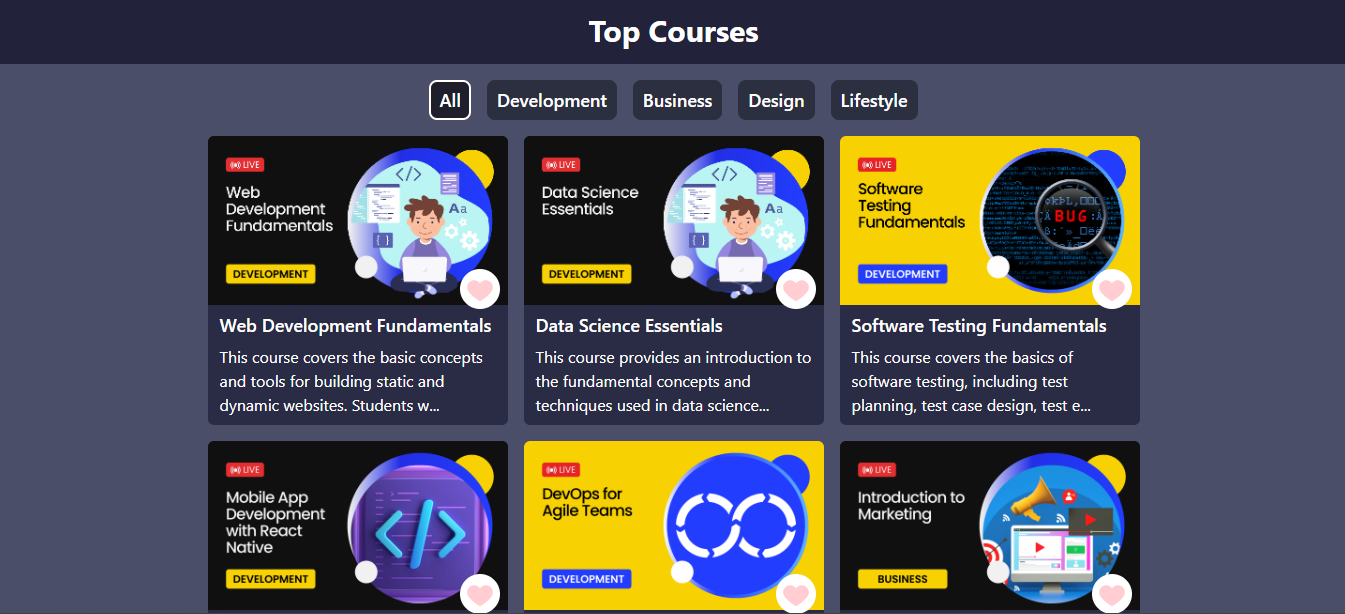 Top Courses
All
Development
Business
Design
Lifestyle
LIVE
Web
Development
Fundamentals
DEVELOPMENT
Web Development Fundamentals
This course covers the basic concepts
and tools for building static and
dynamic websites. Students w...
LIVE
Data Science
Essentials
DEVELOPMENT
Data Science Essentials
This course provides an introduction to
the fundamental concepts and
techniques used in data science...
LIVE
Software
Testing
Fundamentals
BUG
DEVELOPMENT
Software Testing Fundamentals
This course covers the basics of
software testing, including test
planning, test case design, test e...
LIVE
Mobile App
Development
with React
Native
</>
DEVELOPMENT
LIVE
DevOps for
Agile Teams
DEVELOPMENT
LIVE
Introduction to
Marketing
BUSINESS